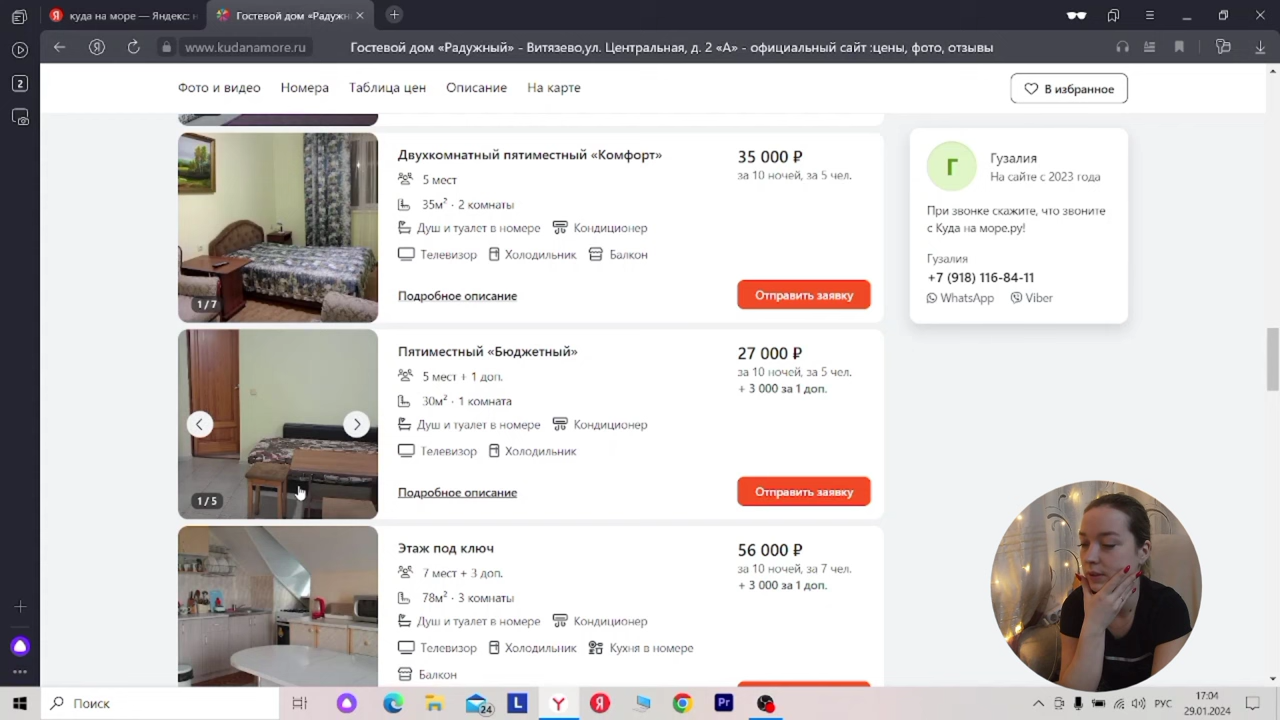 куда на море — Яндекс: н
Гостевой дом «Радужн
www.kudanamore.ru
Гостевой дом «Радужный» - Витязево,ул. Центральная, д. 2 «А» - официальный сайт :цены, фото, отзывы
2
Фото и видео
Номера
Таблица цен
Описание
На карте
В избранное
Двухкомнатный пятиместный «Комфорт»
35 000 ₽
5 мест
за 10 ночей, за 5 чел.
35м² · 2 комнаты
Душ и туалет в номере
Кондиционер
Телевизор
Холодильник
Балкон
1 / 7
Подробное описание
Отправить заявку
Г
Гузалия
На сайте с 2023 года
При звонке скажите, что звоните
с Куда на море.ру!
Гузалия
+7 (918) 116-84-11
WhatsApp
Viber
Пятиместный «Бюджетный»
27 000 ₽
5 мест + 1 доп.
за 10 ночей, за 5 чел.
+ 3 000 за 1 доп.
30м² · 1 комната
Душ и туалет в номере
Кондиционер
Телевизор
Холодильник
1 / 5
Подробное описание
Отправить заявку
Этаж под ключ
56 000 ₽
7 мест + 3 доп.
за 10 ночей, за 7 чел.
+ 3 000 за 1 доп.
78м² · 3 комнаты
Душ и туалет в номере
Кондиционер
Телевизор
Холодильник
Кухня в номере
Балкон
Поиск
24
L
Y
Я
Pr
РУС
17:04
29.01.2024